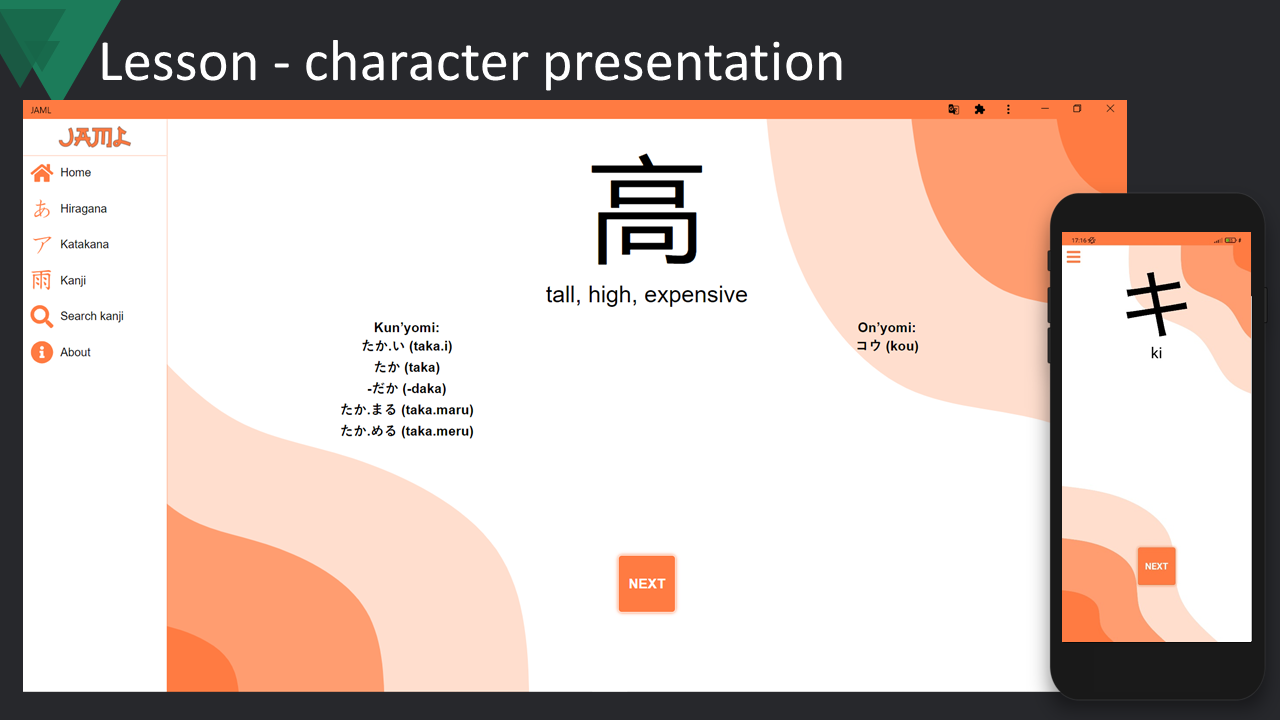 Lesson - character presentation
JAML
JAML
Home
あ Hiragana
ア Katakana
雨 Kanji
Search kanji
About
高
tall, high, expensive
Kun'yomi:
たか.い (taka.i)
たか (taka)
-だか (-daka)
たか.まる (taka.maru)
たか.める (taka.meru)
On'yomi:
コウ (kou)
NEXT
17:16
キ
ki
NEXT